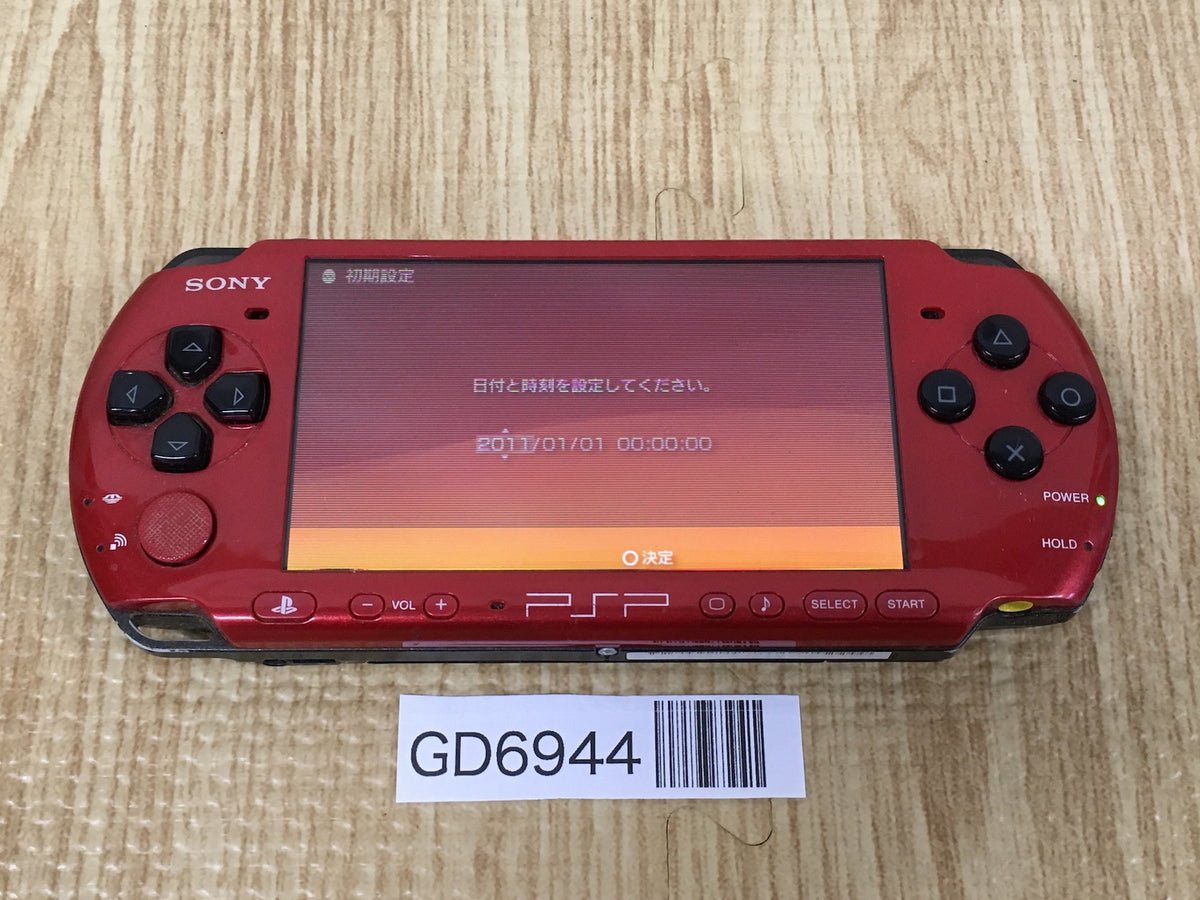 SONY
初期設定
日付と時刻を設定してください。
2011/01/01 00:00:00
○決定
POWER
HOLD
− VOL +
PSP
SELECT
START
GD6944